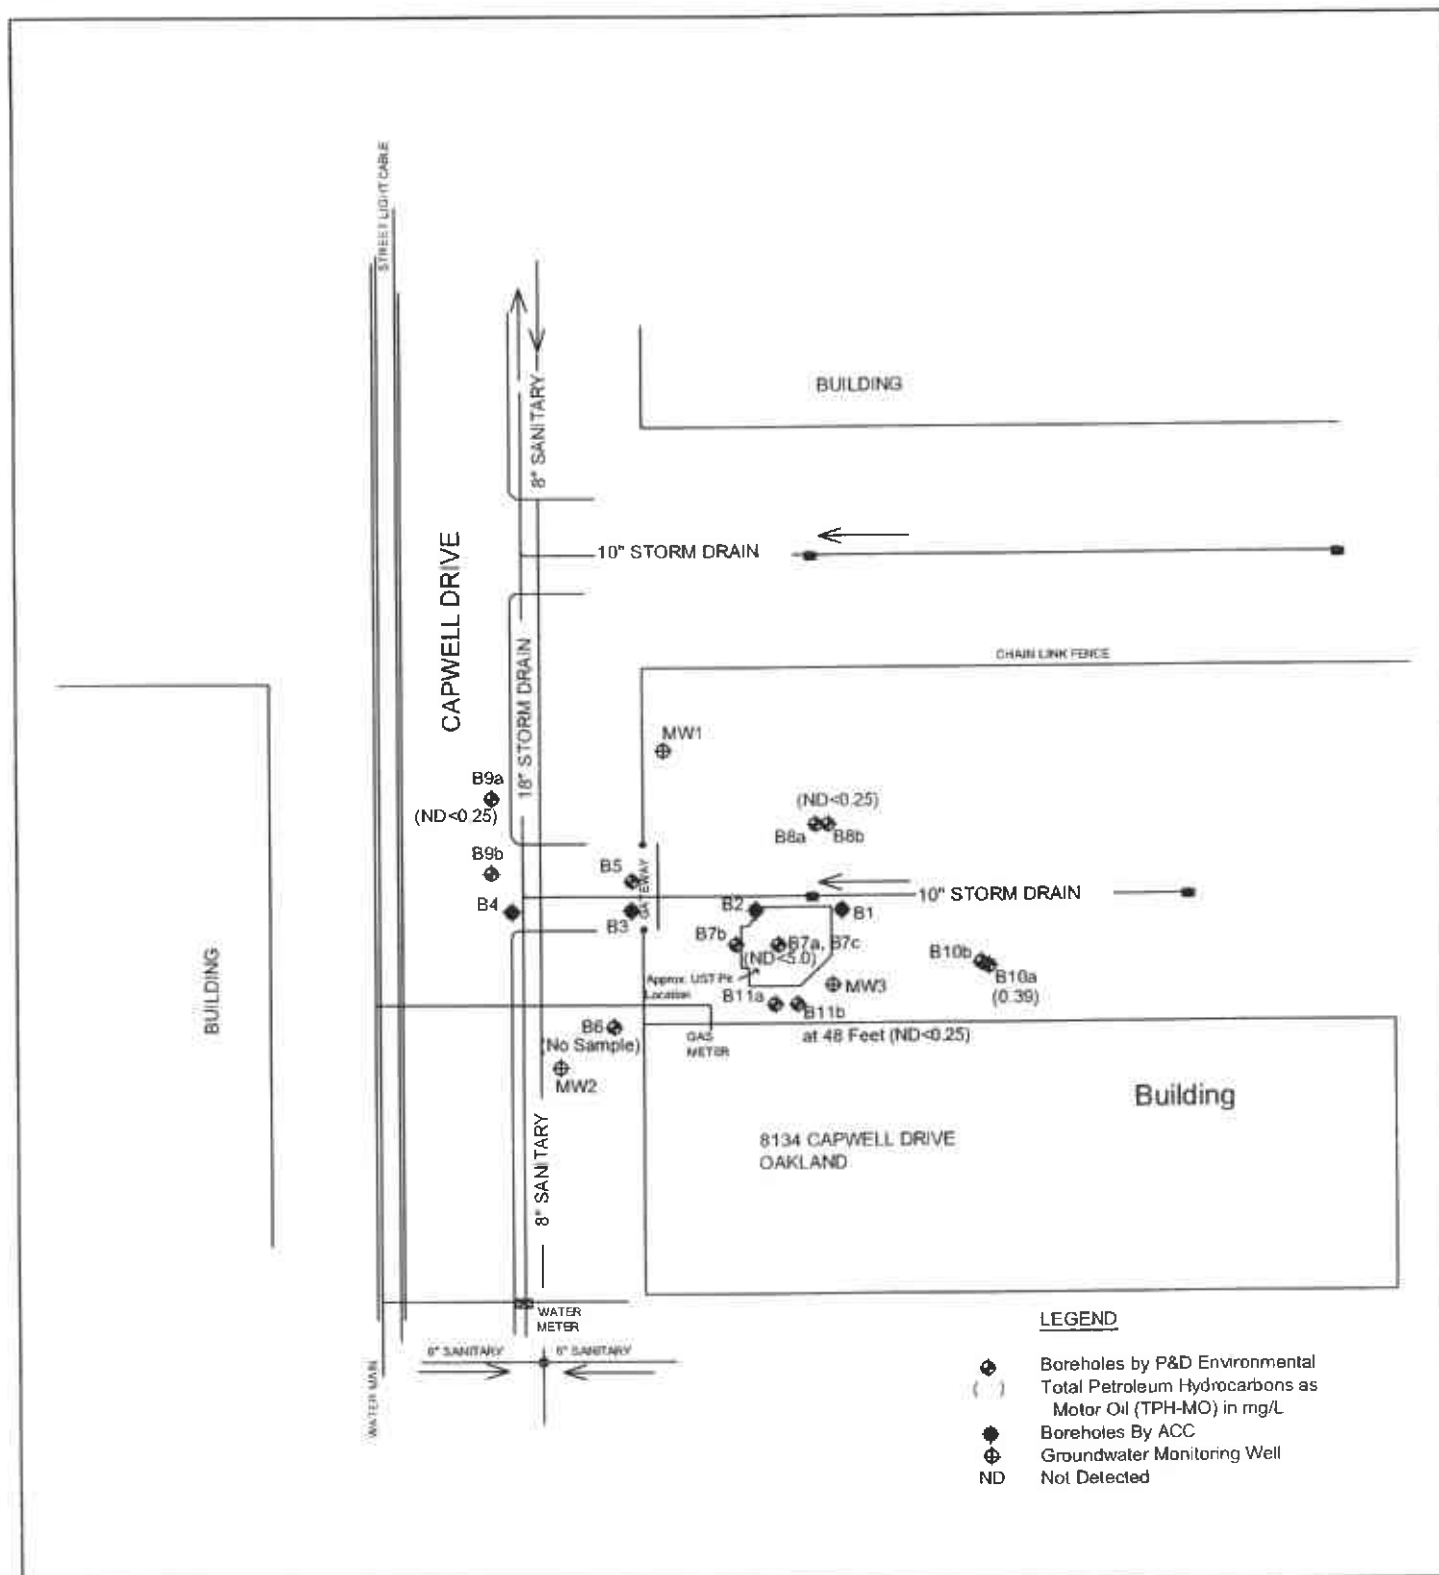 STREET LIGHT CABLE
8" SANITARY
BUILDING
10" STORM DRAIN
CAPWELL DRIVE
18" STORM DRAIN
CHAIN LINK FENCE
MW1
B9a
(ND<0.25)
(ND<0.25)
B8a
B8b
B9b
B5
GATEWAY
10" STORM DRAIN
B4
B3
B2
B1
B7b
B7a, B7c
(ND<5.0)
B10b
B10a
(0.39)
Approx. UST Pit
Location
MW3
B11a
B11b
BUILDING
B6
(No Sample)
GAS
METER
at 48 Feet (ND<0.25)
MW2
Building
8134 CAPWELL DRIVE
OAKLAND
8" SANITARY
WATER
METER
6" SANITARY
6" SANITARY
WATER MAIN
LEGEND
Boreholes by P&D Environmental
( ) Total Petroleum Hydrocarbons as
Motor Oil (TPH-MO) in mg/L
Boreholes By ACC
Groundwater Monitoring Well
ND Not Detected